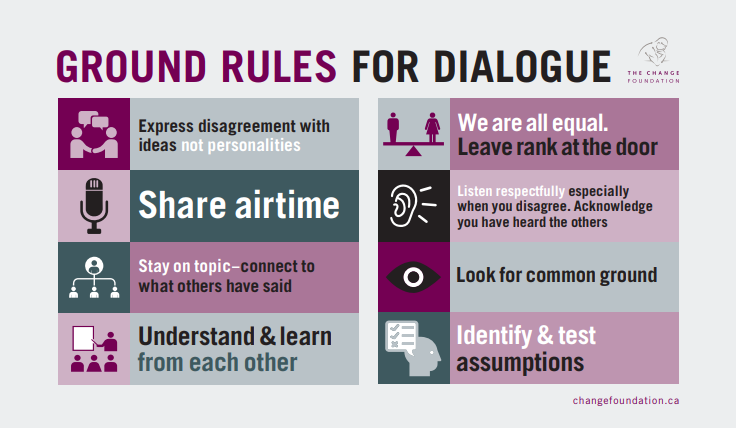 GROUND RULES FOR DIALOGUE
THE CHANGE
FOUNDATION
Express disagreement with
ideas not personalities
Share airtime
Stay on topic–connect to
what others have said
Understand & learn
from each other
We are all equal.
Leave rank at the door
Listen respectfully especially
when you disagree. Acknowledge
you have heard the others
Look for common ground
Identify & test
assumptions
changefoundation.ca